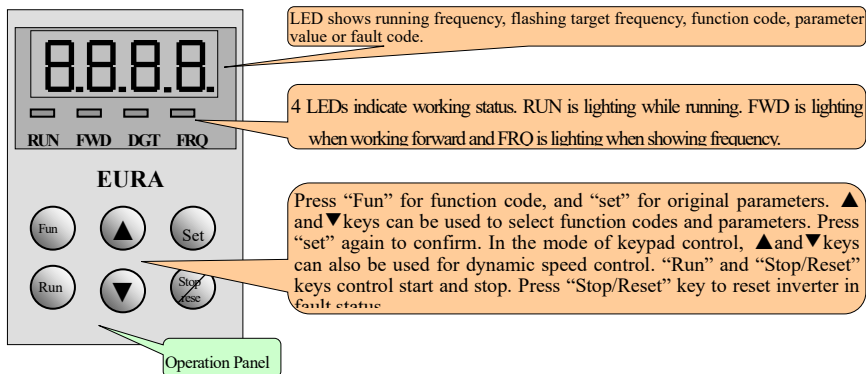 LED shows running frequency, flashing target frequency, function code, parameter
value or fault code.
8.8.8.8.
4 LEDs indicate working status. RUN is lighting while running. FWD is lighting
when working forward and FRQ is lighting when showing frequency.
RUN FWD DGT FRQ
EURA
Press “Fun” for function code, and “set” for original parameters. ▲
and▼keys can be used to select function codes and parameters. Press
“set” again to confirm. In the mode of keypad control, ▲and▼keys
can also be used for dynamic speed control. “Run” and “Stop/Reset”
keys control start and stop. Press “Stop/Reset” key to reset inverter in
fault status
Fun ▲ Set
Run ▼ Stop
rese
Operation Panel